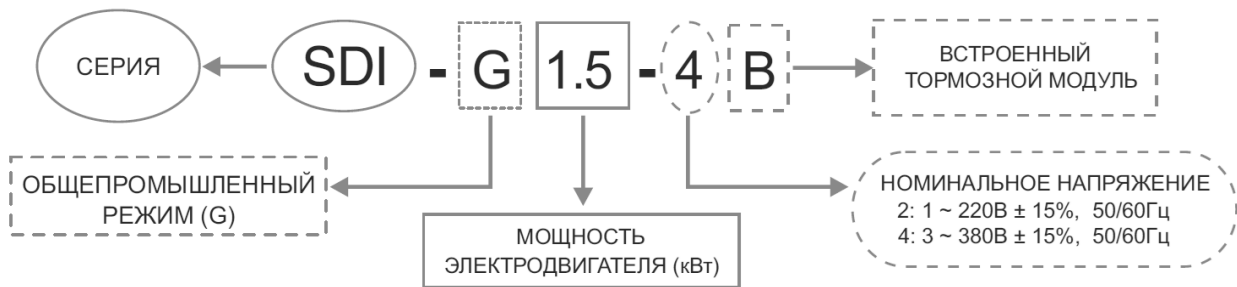 СЕРИЯ
SDI - G 1.5 - 4 B
ВСТРОЕННЫЙ
ТОРМОЗНОЙ МОДУЛЬ
ОБЩЕПРОМЫШЛЕННЫЙ
РЕЖИМ (G)
МОЩНОСТЬ
ЭЛЕКТРОДВИГАТЕЛЯ (кВт)
НОМИНАЛЬНОЕ НАПРЯЖЕНИЕ
2: 1 ~ 220В ± 15%, 50/60Гц
4: 3 ~ 380В ± 15%, 50/60Гц